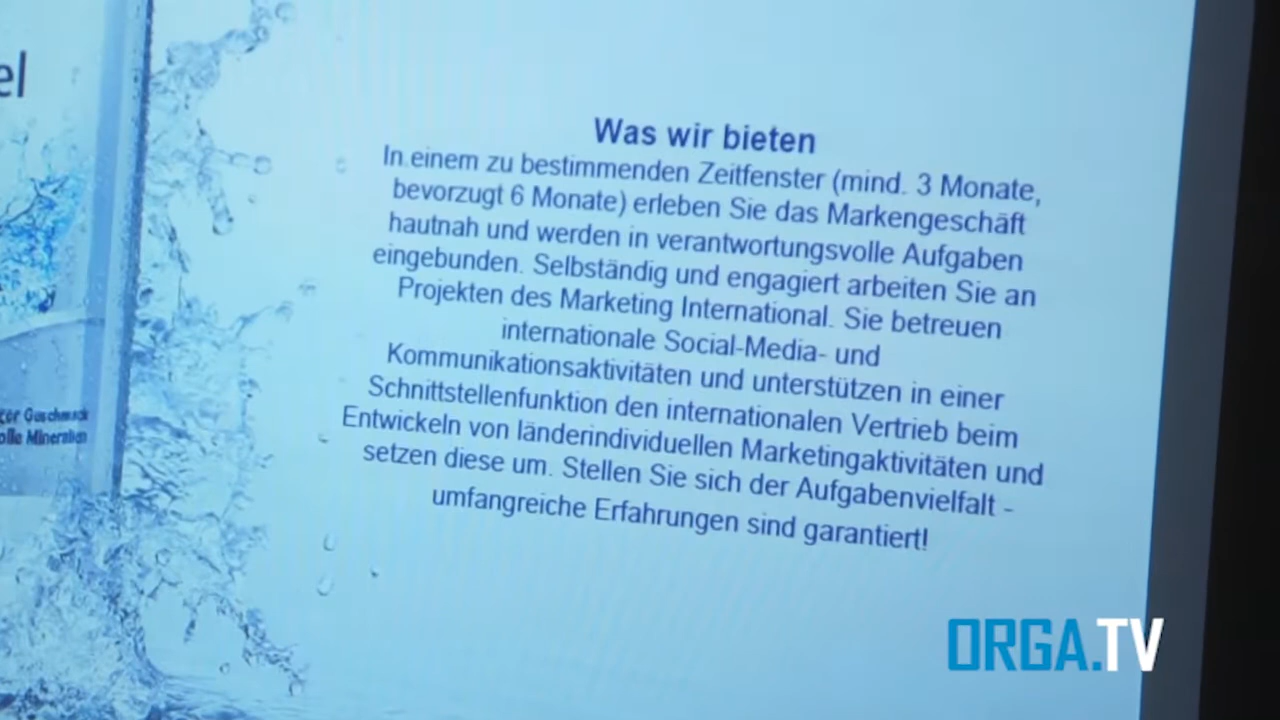 el
Was wir bieten
In einem zu bestimmenden Zeitfenster (mind. 3 Monate,
bevorzugt 6 Monate) erleben Sie das Markengeschäft
hautnah und werden in verantwortungsvolle Aufgaben
eingebunden. Selbständig und engagiert arbeiten Sie an
Projekten des Marketing International. Sie betreuen
internationale Social-Media- und
Kommunikationsaktivitäten und unterstützen in einer
Schnittstellenfunktion den internationalen Vertrieb beim
Entwickeln von länderindividuellen Marketingaktivitäten und
setzen diese um. Stellen Sie sich der Aufgabenvielfalt -
umfangreiche Erfahrungen sind garantiert!
ger Geschmack
olle Mineralien
ORGA.TV